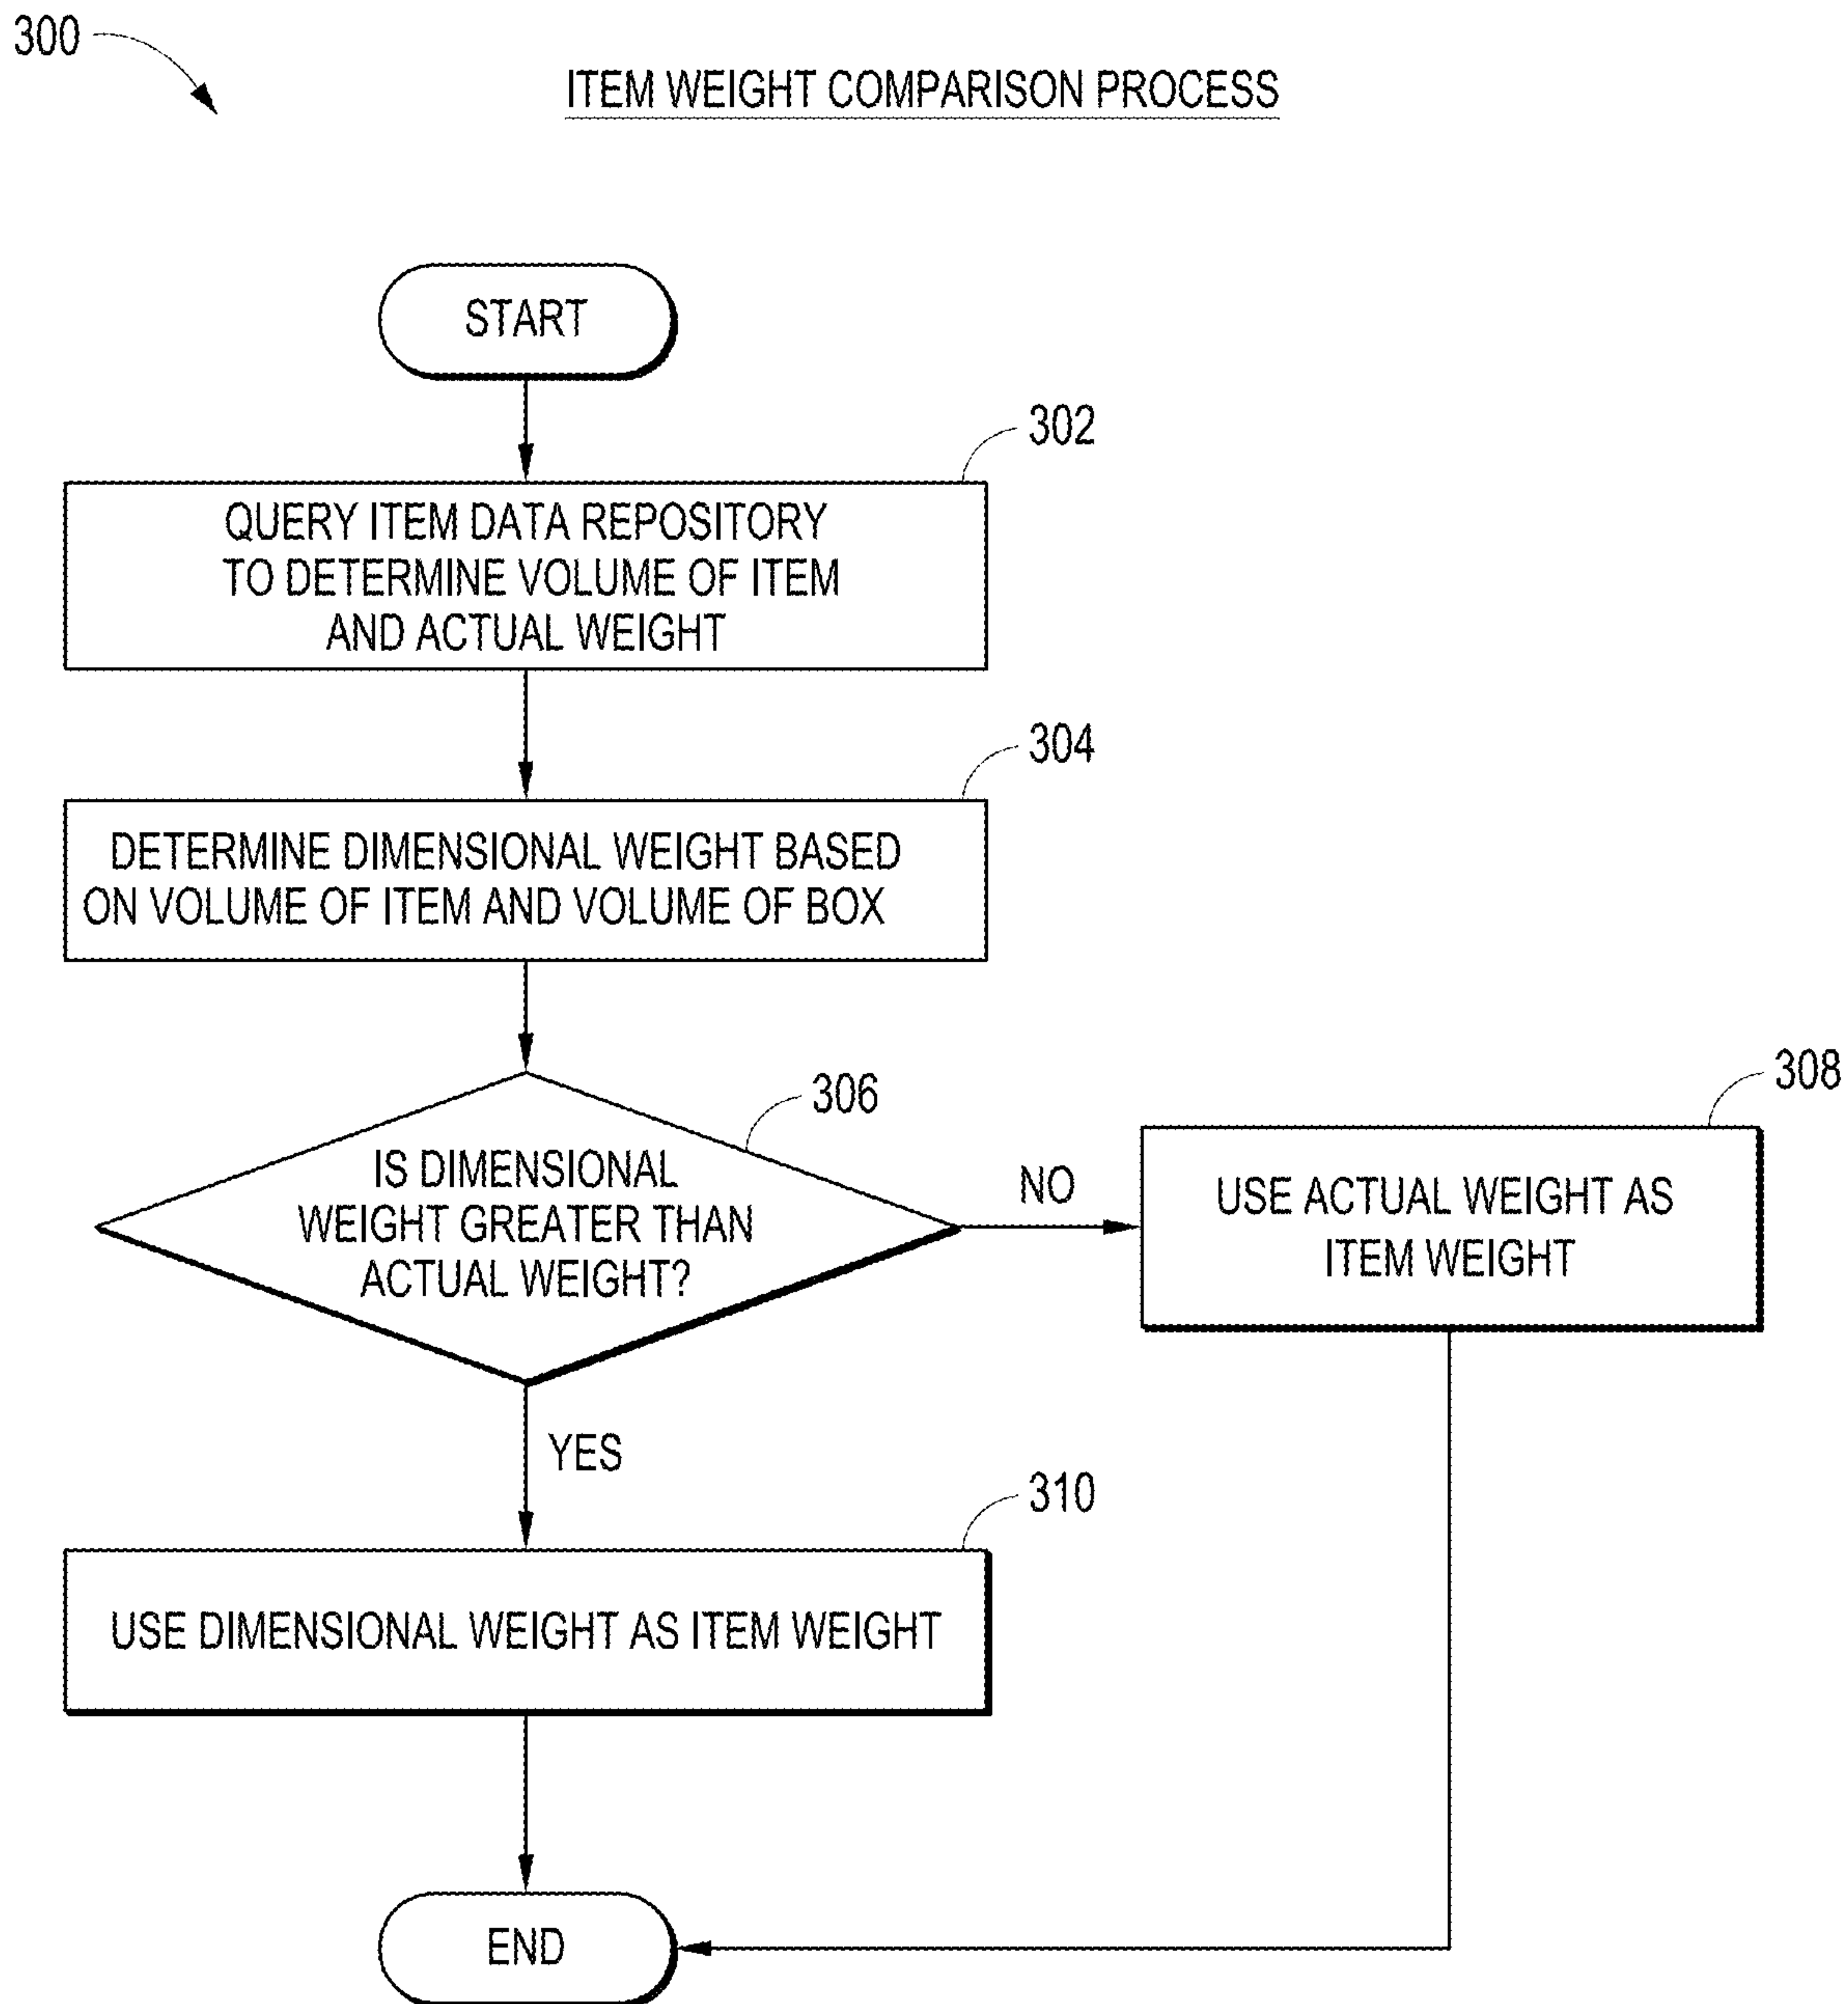 300
ITEM WEIGHT COMPARISON PROCESS
START
302
QUERY ITEM DATA REPOSITORY
TO DETERMINE VOLUME OF ITEM
AND ACTUAL WEIGHT
304
DETERMINE DIMENSIONAL WEIGHT BASED
ON VOLUME OF ITEM AND VOLUME OF BOX
306
IS DIMENSIONAL
WEIGHT GREATER THAN
ACTUAL WEIGHT?
NO
308
USE ACTUAL WEIGHT AS
ITEM WEIGHT
YES
310
USE DIMENSIONAL WEIGHT AS ITEM WEIGHT
END